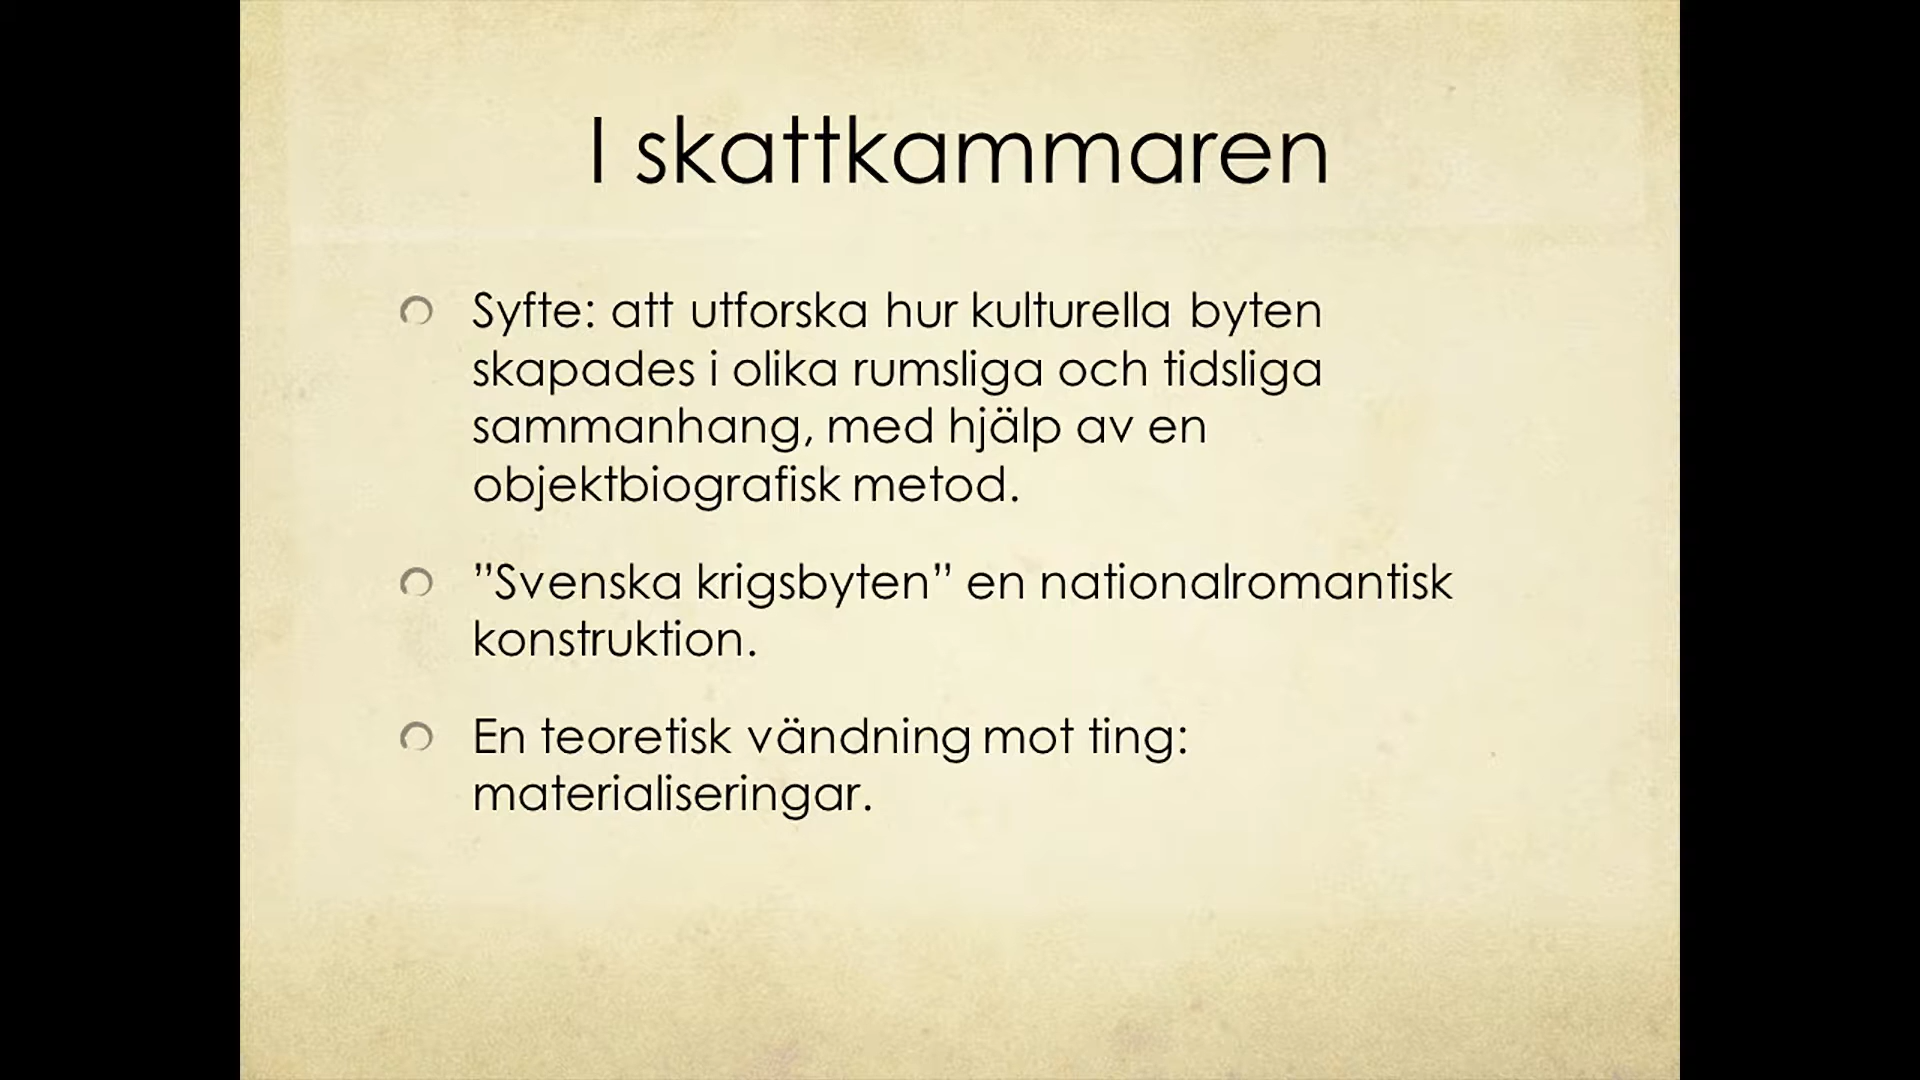 I skattkammaren
Syfte: att utforska hur kulturella byten
skapades i olika rumsliga och tidsliga
sammanhang, med hjälp av en
objektbiografisk metod.
”Svenska krigsbyten” en nationalromantisk
konstruktion.
En teoretisk vändning mot ting:
materialiseringar.